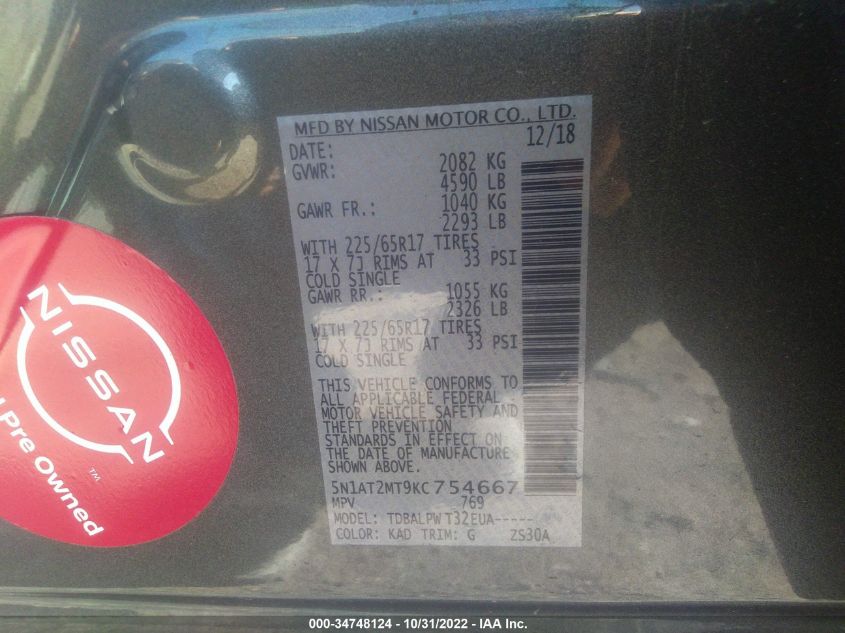 MFD BY NISSAN MOTOR CO., LTD.
DATE: 12/18
GVWR: 2082 KG
4590 LB
GAWR FR.: 1040 KG
2293 LB
WITH 225/65R17 TIRES
17 X 7J RIMS AT 33 PSI
COLD SINGLE
GAWR RR.: 1055 KG
2326 LB
WITH 225/65R17 TIRES
17 X 7J RIMS AT 33 PSI
COLD SINGLE
THIS VEHICLE CONFORMS TO
ALL APPLICABLE FEDERAL
MOTOR VEHICLE SAFETY AND
THEFT PREVENTION
STANDARDS IN EFFECT ON
THE DATE OF MANUFACTURE
SHOWN ABOVE.
5N1AT2MT9KC754667
MPV 769
MODEL: TDBALPW T32EUA-----
COLOR: KAD TRIM: G ZS30A
NISSAN
TM
Pre Owned
000-34748124 - 10/31/2022 - IAA Inc.